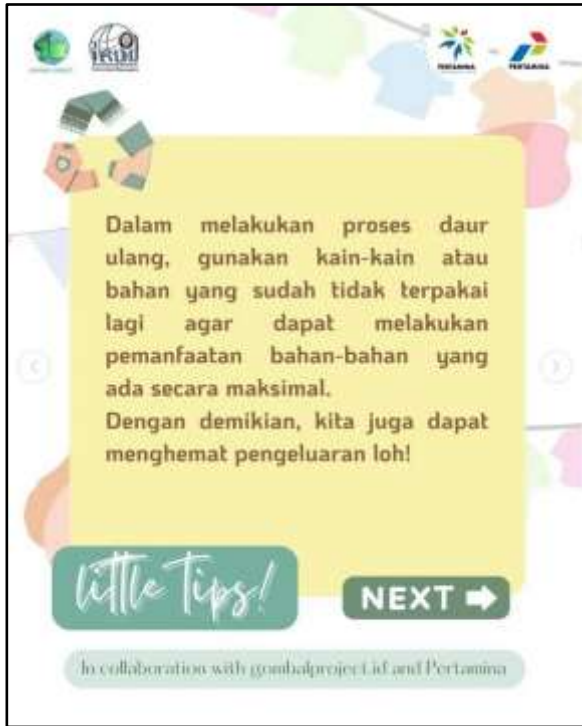 PERTAMINA
PERTAMINA
Dalam melakukan proses daur
ulang, gunakan kain-kain atau
bahan yang sudah tidak terpakai
lagi agar dapat melakukan
pemanfaatan bahan-bahan yang
ada secara maksimal.
Dengan demikian, kita juga dapat
menghemat pengeluaran loh!
little Tips!
NEXT
In collaboration with gombalproject.id and Pertamina